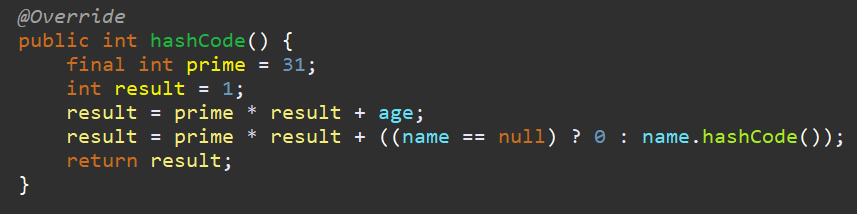 @Override
public int hashCode() {
    final int prime = 31;
    int result = 1;
    result = prime * result + age;
    result = prime * result + ((name == null) ? 0 : name.hashCode());
    return result;
}